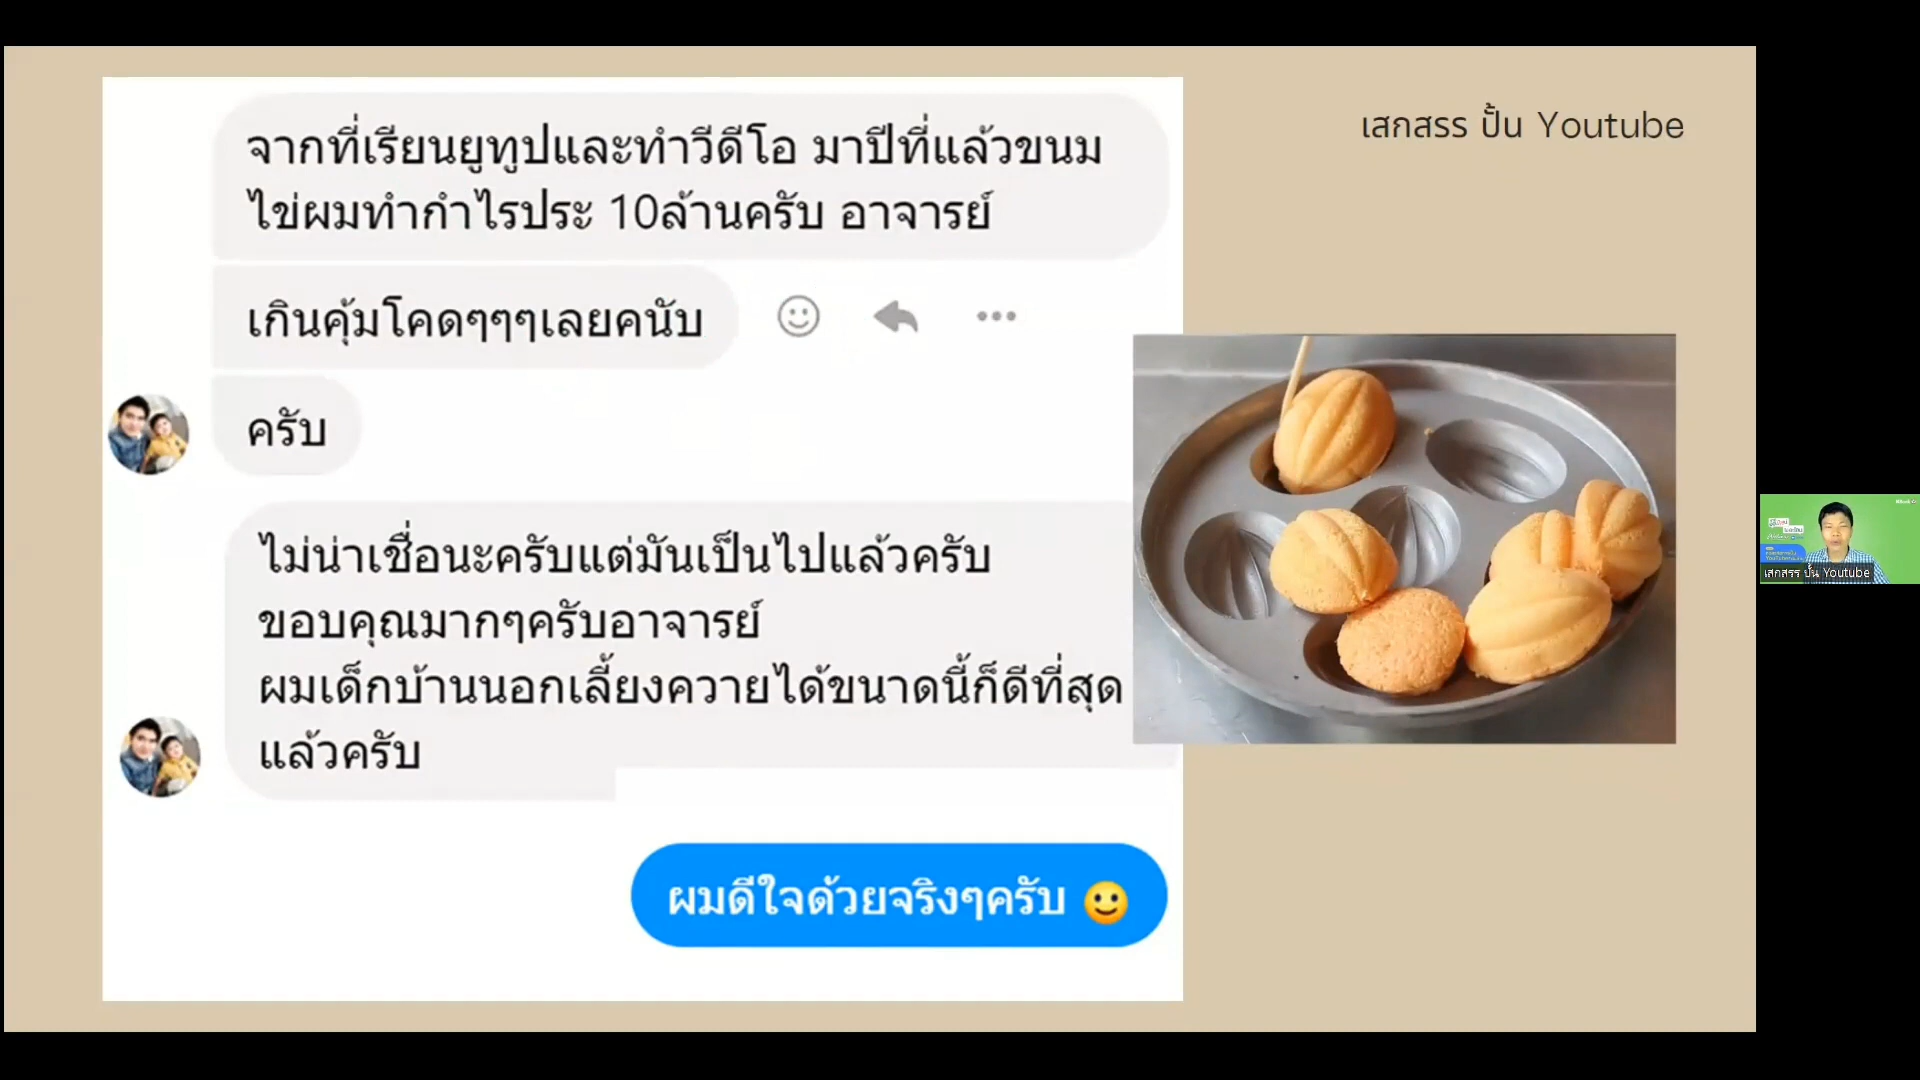 เสกสรร ปั้น Youtube
จากที่เรียนยูทูปและทำวีดีโอ มาปีที่แล้วขนม
ไข่ผมทำกำไรประ 10ล้านครับ อาจารย์
เกินคุ้มโคดๆๆๆเลยคนับ
ครับ
ไม่น่าเชื่อนะครับแต่มันเป็นไปแล้วครับ
ขอบคุณมากๆครับอาจารย์
ผมเด็กบ้านนอกเลี้ยงควายได้ขนาดนี้ก็ดีที่สุด
แล้วครับ
ผมดีใจด้วยจริงๆครับ 🙂
เสกสรร ปั้น Youtube